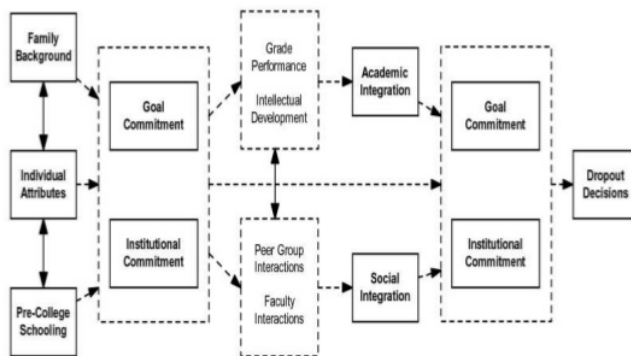 Family
Background
Individual
Attributes
Pre-College
Schooling
Goal
Commitment
Institutional
Commitment
Grade
Performance
Intellectual
Development
Peer Group
Interactions
Faculty
Interactions
Academic
Integration
Social
Integration
Goal
Commitment
Institutional
Commitment
Dropout
Decisions